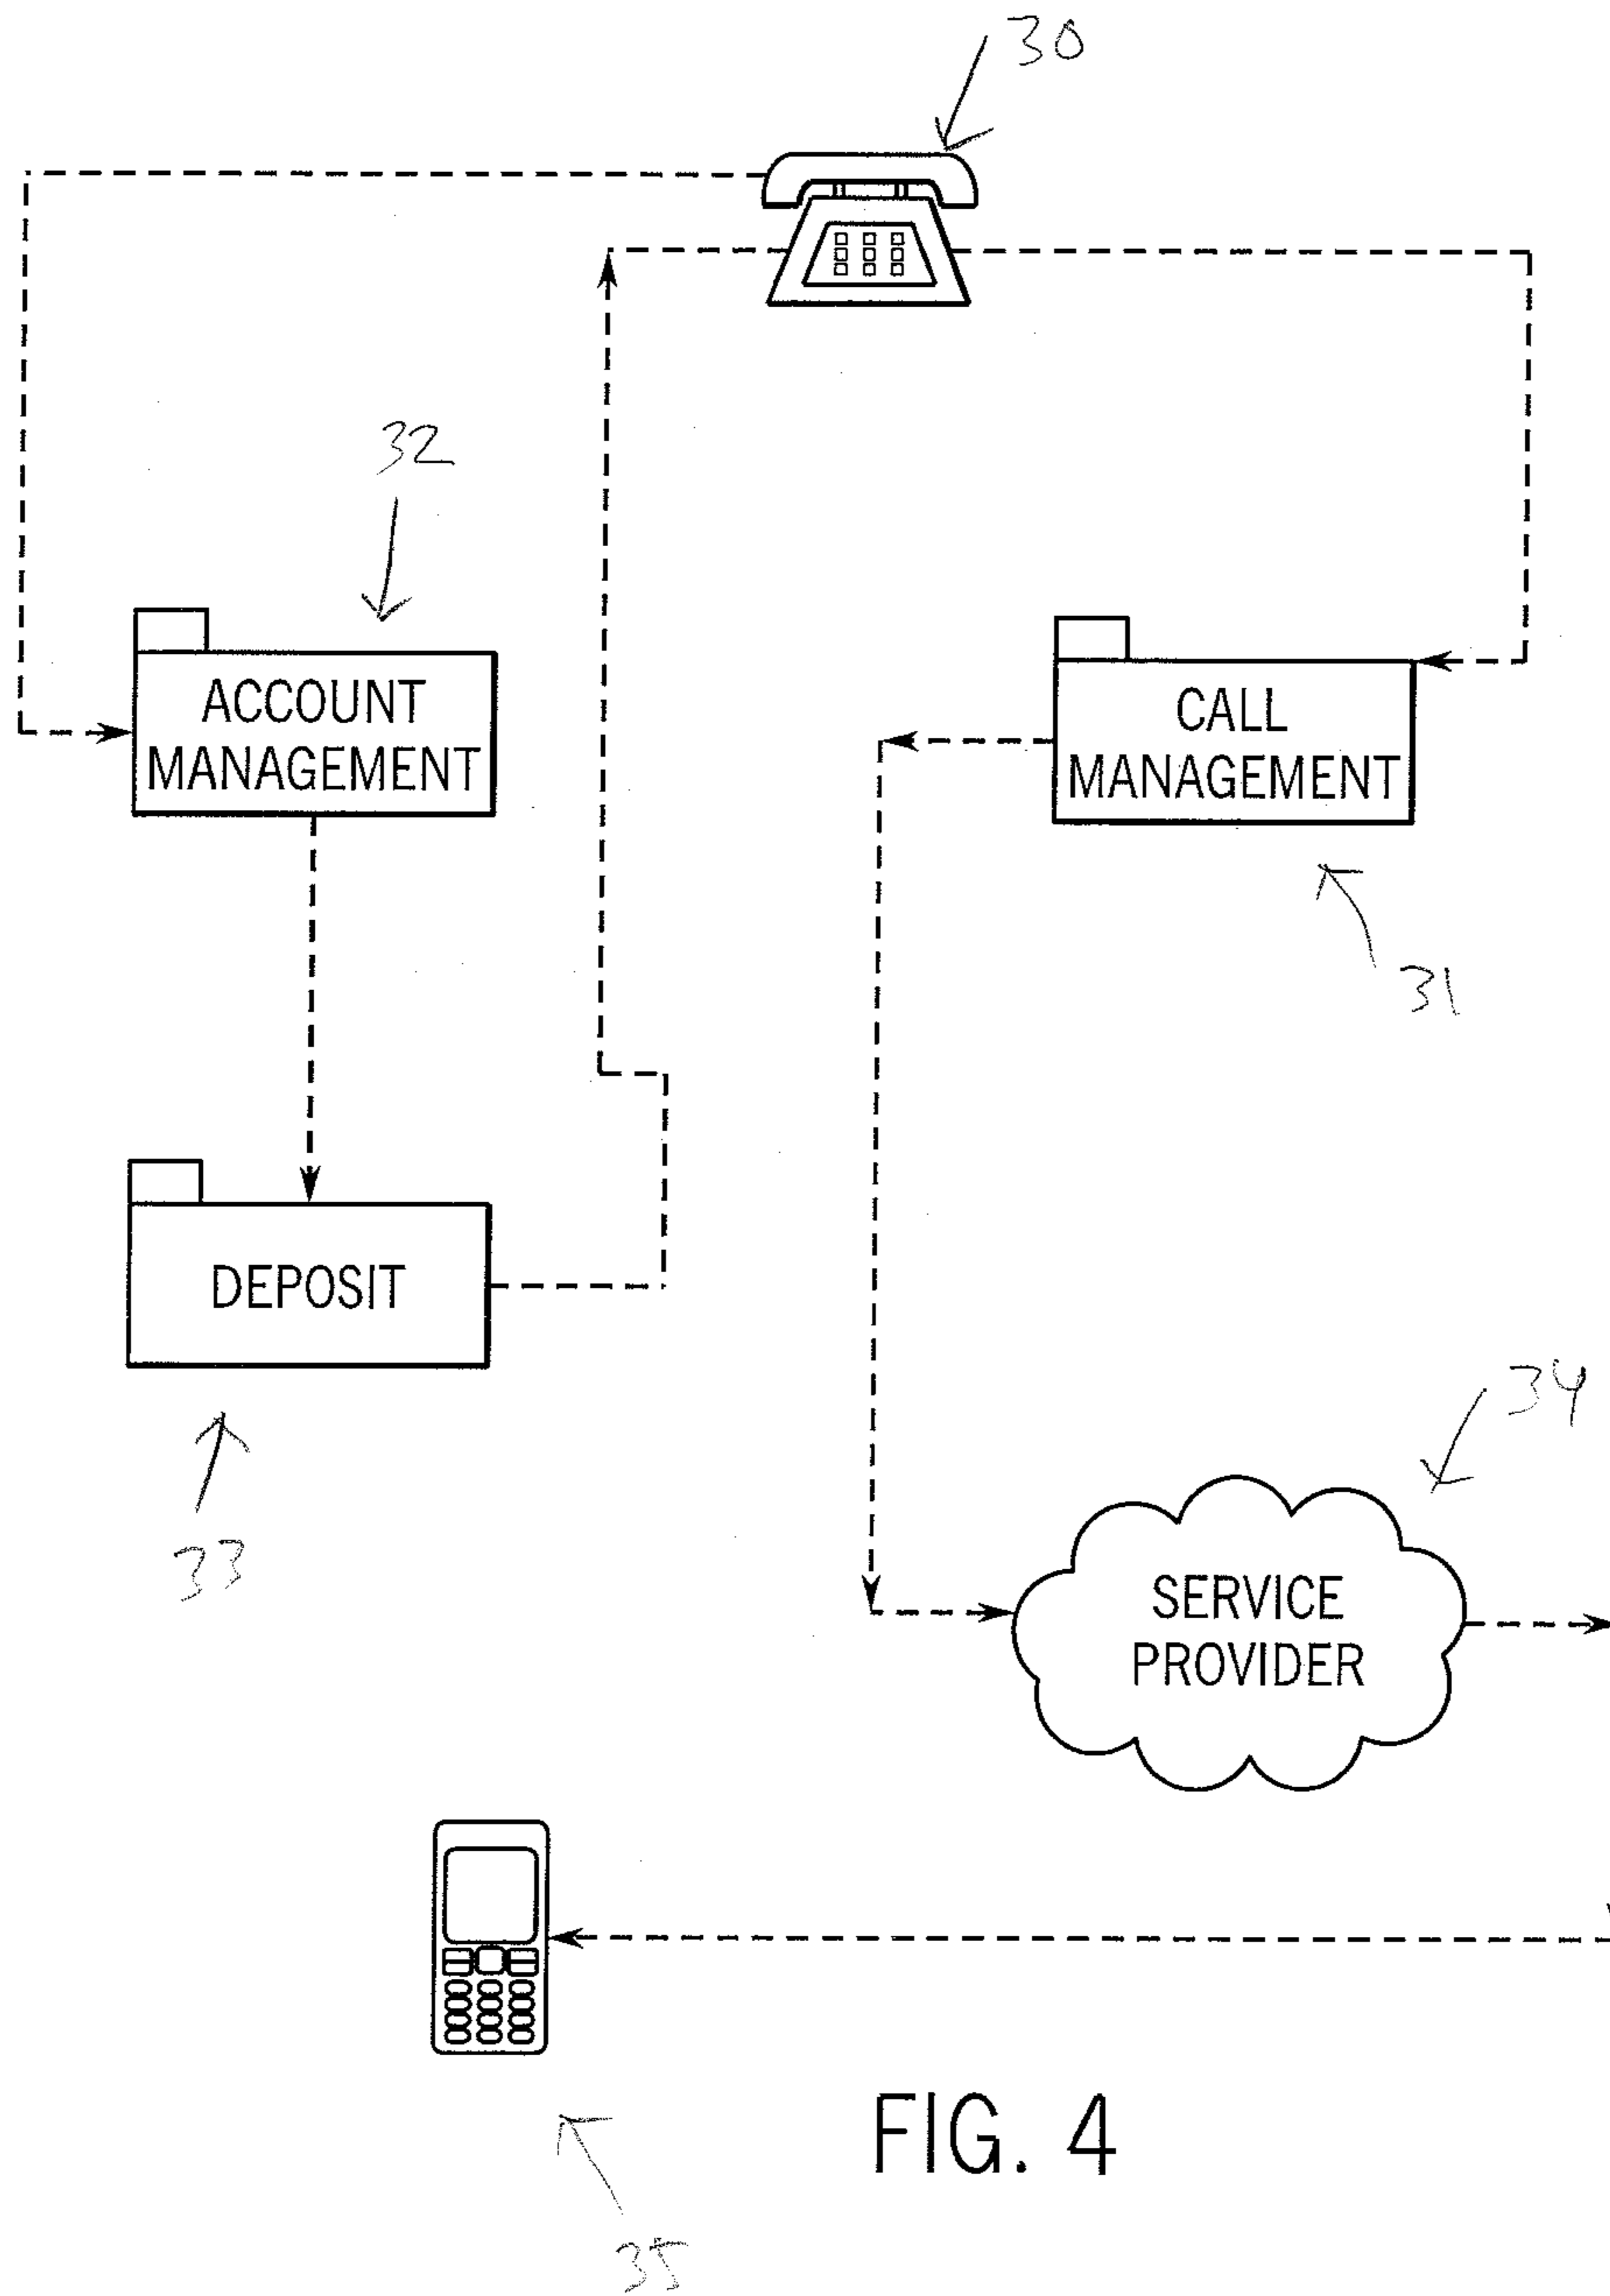 30
32
ACCOUNT
MANAGEMENT
CALL
MANAGEMENT
31
DEPOSIT
33
34
SERVICE
PROVIDER
FIG. 4
35